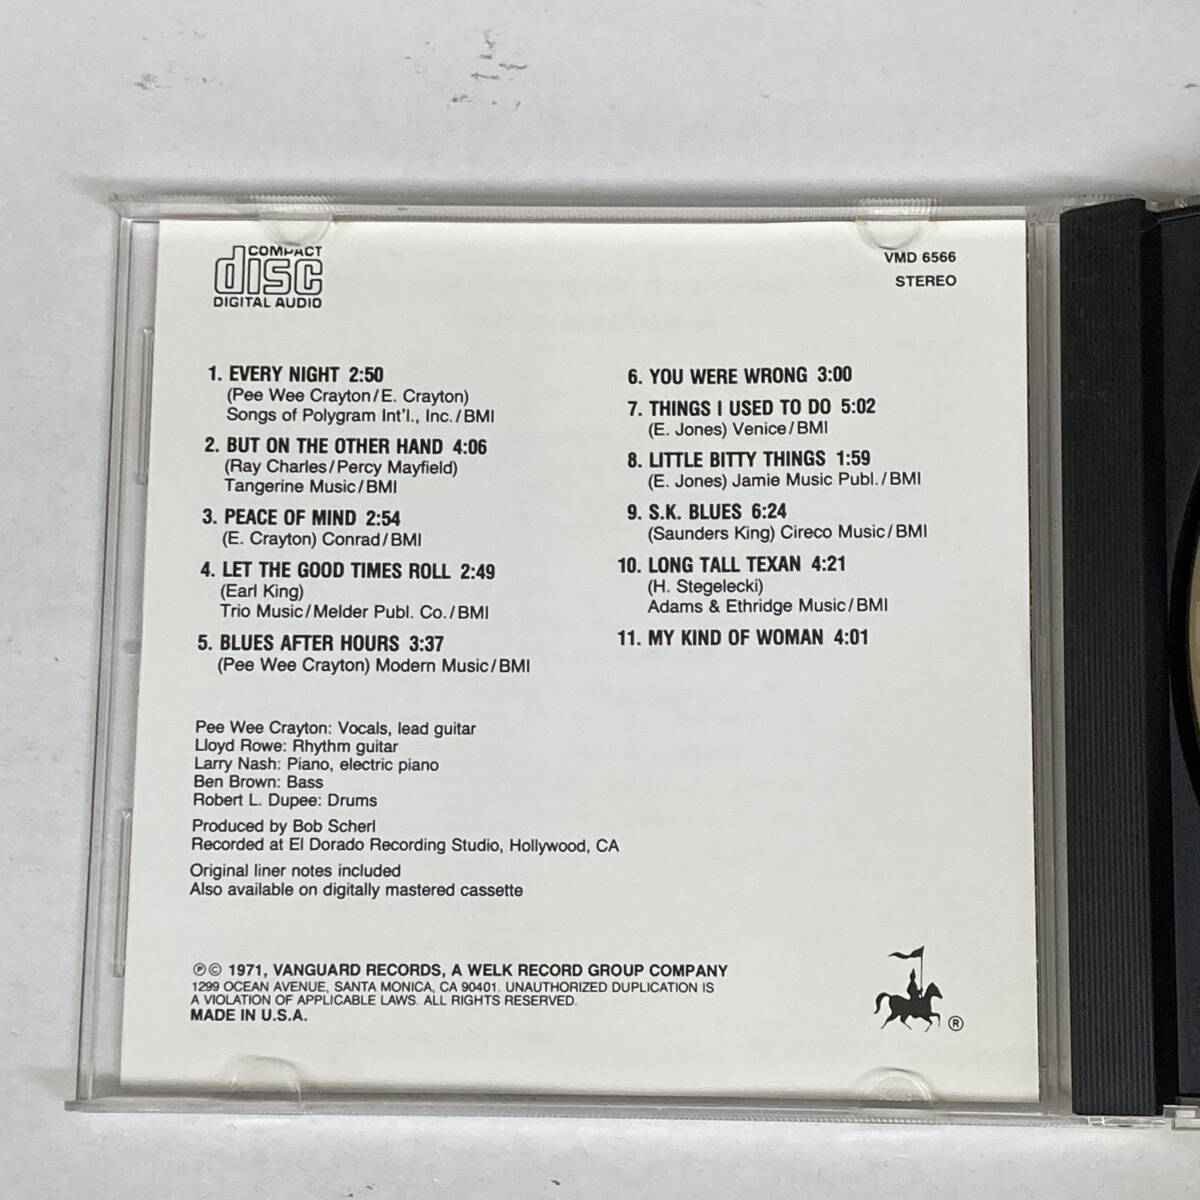 COMPACT
disc
DIGITAL AUDIO
VMD 6566
STEREO
1. EVERY NIGHT 2:50
(Pee Wee Crayton/E. Crayton)
Songs of Polygram Int'l., Inc./BMI
2. BUT ON THE OTHER HAND 4:06
(Ray Charles/Percy Mayfield)
Tangerine Music/BMI
3. PEACE OF MIND 2:54
(E. Crayton) Conrad/BMI
4. LET THE GOOD TIMES ROLL 2:49
(Earl King)
Trio Music/Melder Publ. Co./BMI
5. BLUES AFTER HOURS 3:37
(Pee Wee Crayton) Modern Music/BMI
6. YOU WERE WRONG 3:00
7. THINGS I USED TO DO 5:02
(E. Jones) Venice/BMI
8. LITTLE BITTY THINGS 1:59
(E. Jones) Jamie Music Publ./BMI
9. S.K. BLUES 6:24
(Saunders King) Cireco Music/BMI
10. LONG TALL TEXAN 4:21
(H. Stegelecki)
Adams & Ethridge Music/BMI
11. MY KIND OF WOMAN 4:01
Pee Wee Crayton: Vocals, lead guitar
Lloyd Rowe: Rhythm guitar
Larry Nash: Piano, electric piano
Ben Brown: Bass
Robert L. Dupee: Drums
Produced by Bob Scherl
Recorded at El Dorado Recording Studio, Hollywood, CA
Original liner notes included
Also available on digitally mastered cassette
℗© 1971, VANGUARD RECORDS, A WELK RECORD GROUP COMPANY
1299 OCEAN AVENUE, SANTA MONICA, CA 90401. UNAUTHORIZED DUPLICATION IS
A VIOLATION OF APPLICABLE LAWS. ALL RIGHTS RESERVED.
MADE IN U.S.A.
®